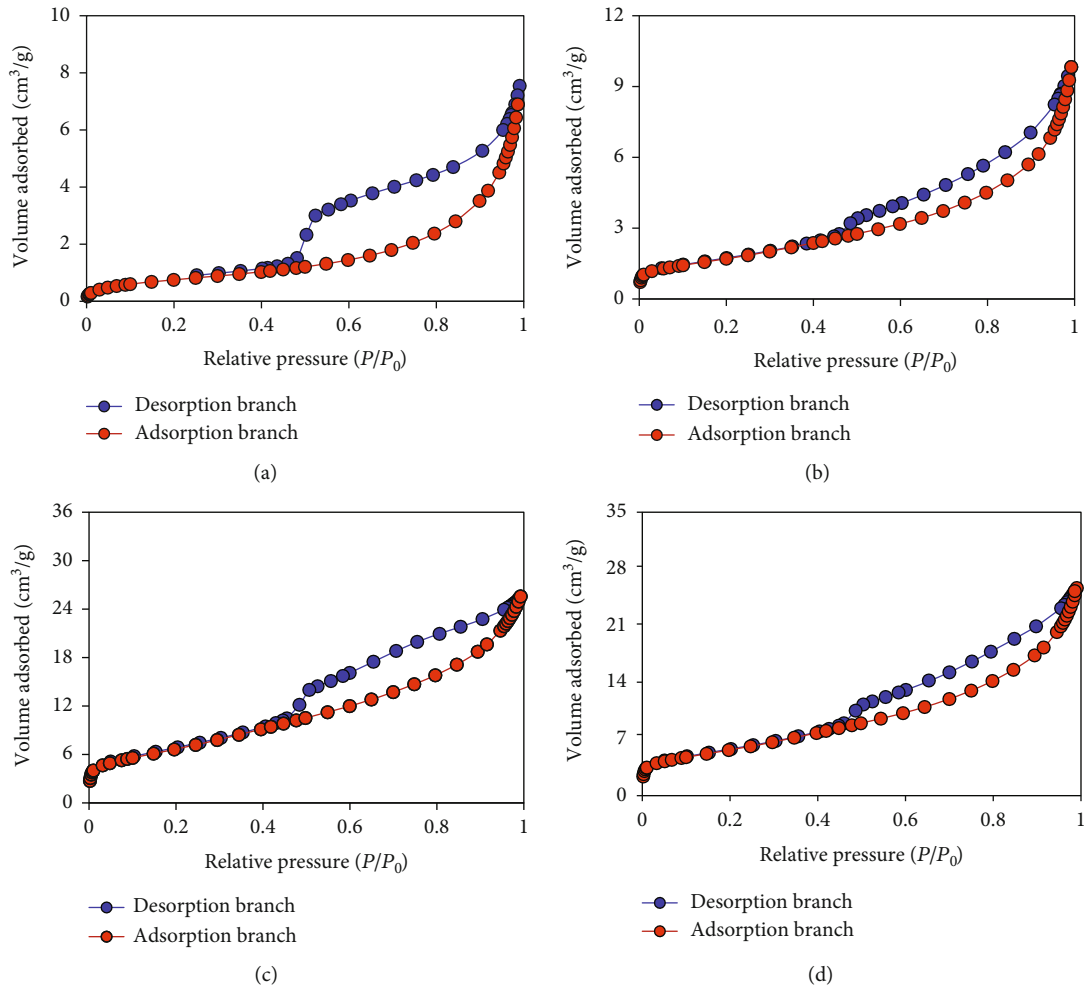 10
8
6
4
2
0
Volume adsorbed (cm³/g)
0 0.2 0.4 0.6 0.8 1
Relative pressure (P/P₀)
Desorption branch
Adsorption branch
(a)
12
9
6
3
0
Volume adsorbed (cm³/g)
0 0.2 0.4 0.6 0.8 1
Relative pressure (P/P₀)
Desorption branch
Adsorption branch
(b)
36
30
24
18
12
6
0
Volume adsorbed (cm³/g)
0 0.2 0.4 0.6 0.8 1
Relative pressure (P/P₀)
Desorption branch
Adsorption branch
(c)
35
28
21
14
7
0
Volume adsorbed (cm³/g)
0 0.2 0.4 0.6 0.8 1
Relative pressure (P/P₀)
Desorption branch
Adsorption branch
(d)